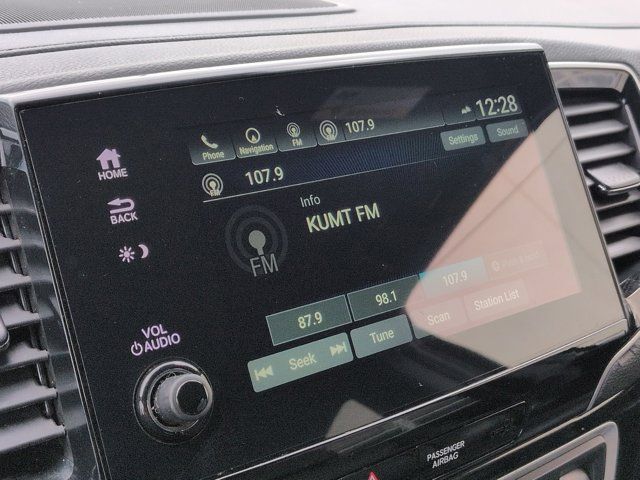 12:28
Phone
Navigation
FM
107.9
Settings
Sound
HOME
FM
107.9
Info
KUMT FM
BACK
FM
87.9
98.1
107.9
Seek
Tune
Scan
Station List
VOL
AUDIO
PASSENGER
AIRBAG